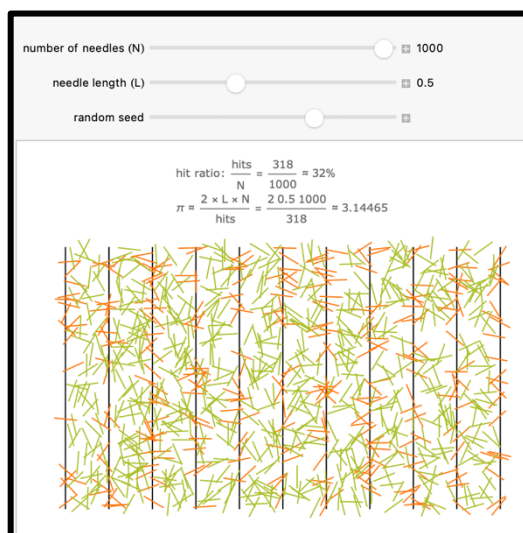 number of needles (N) 1000
needle length (L) 0.5
random seed
hit ratio: hits/N = 318/1000 ≈ 32%
π ≈ 2 × L × N/hits = 2 0.5 1000/318 ≈ 3.14465